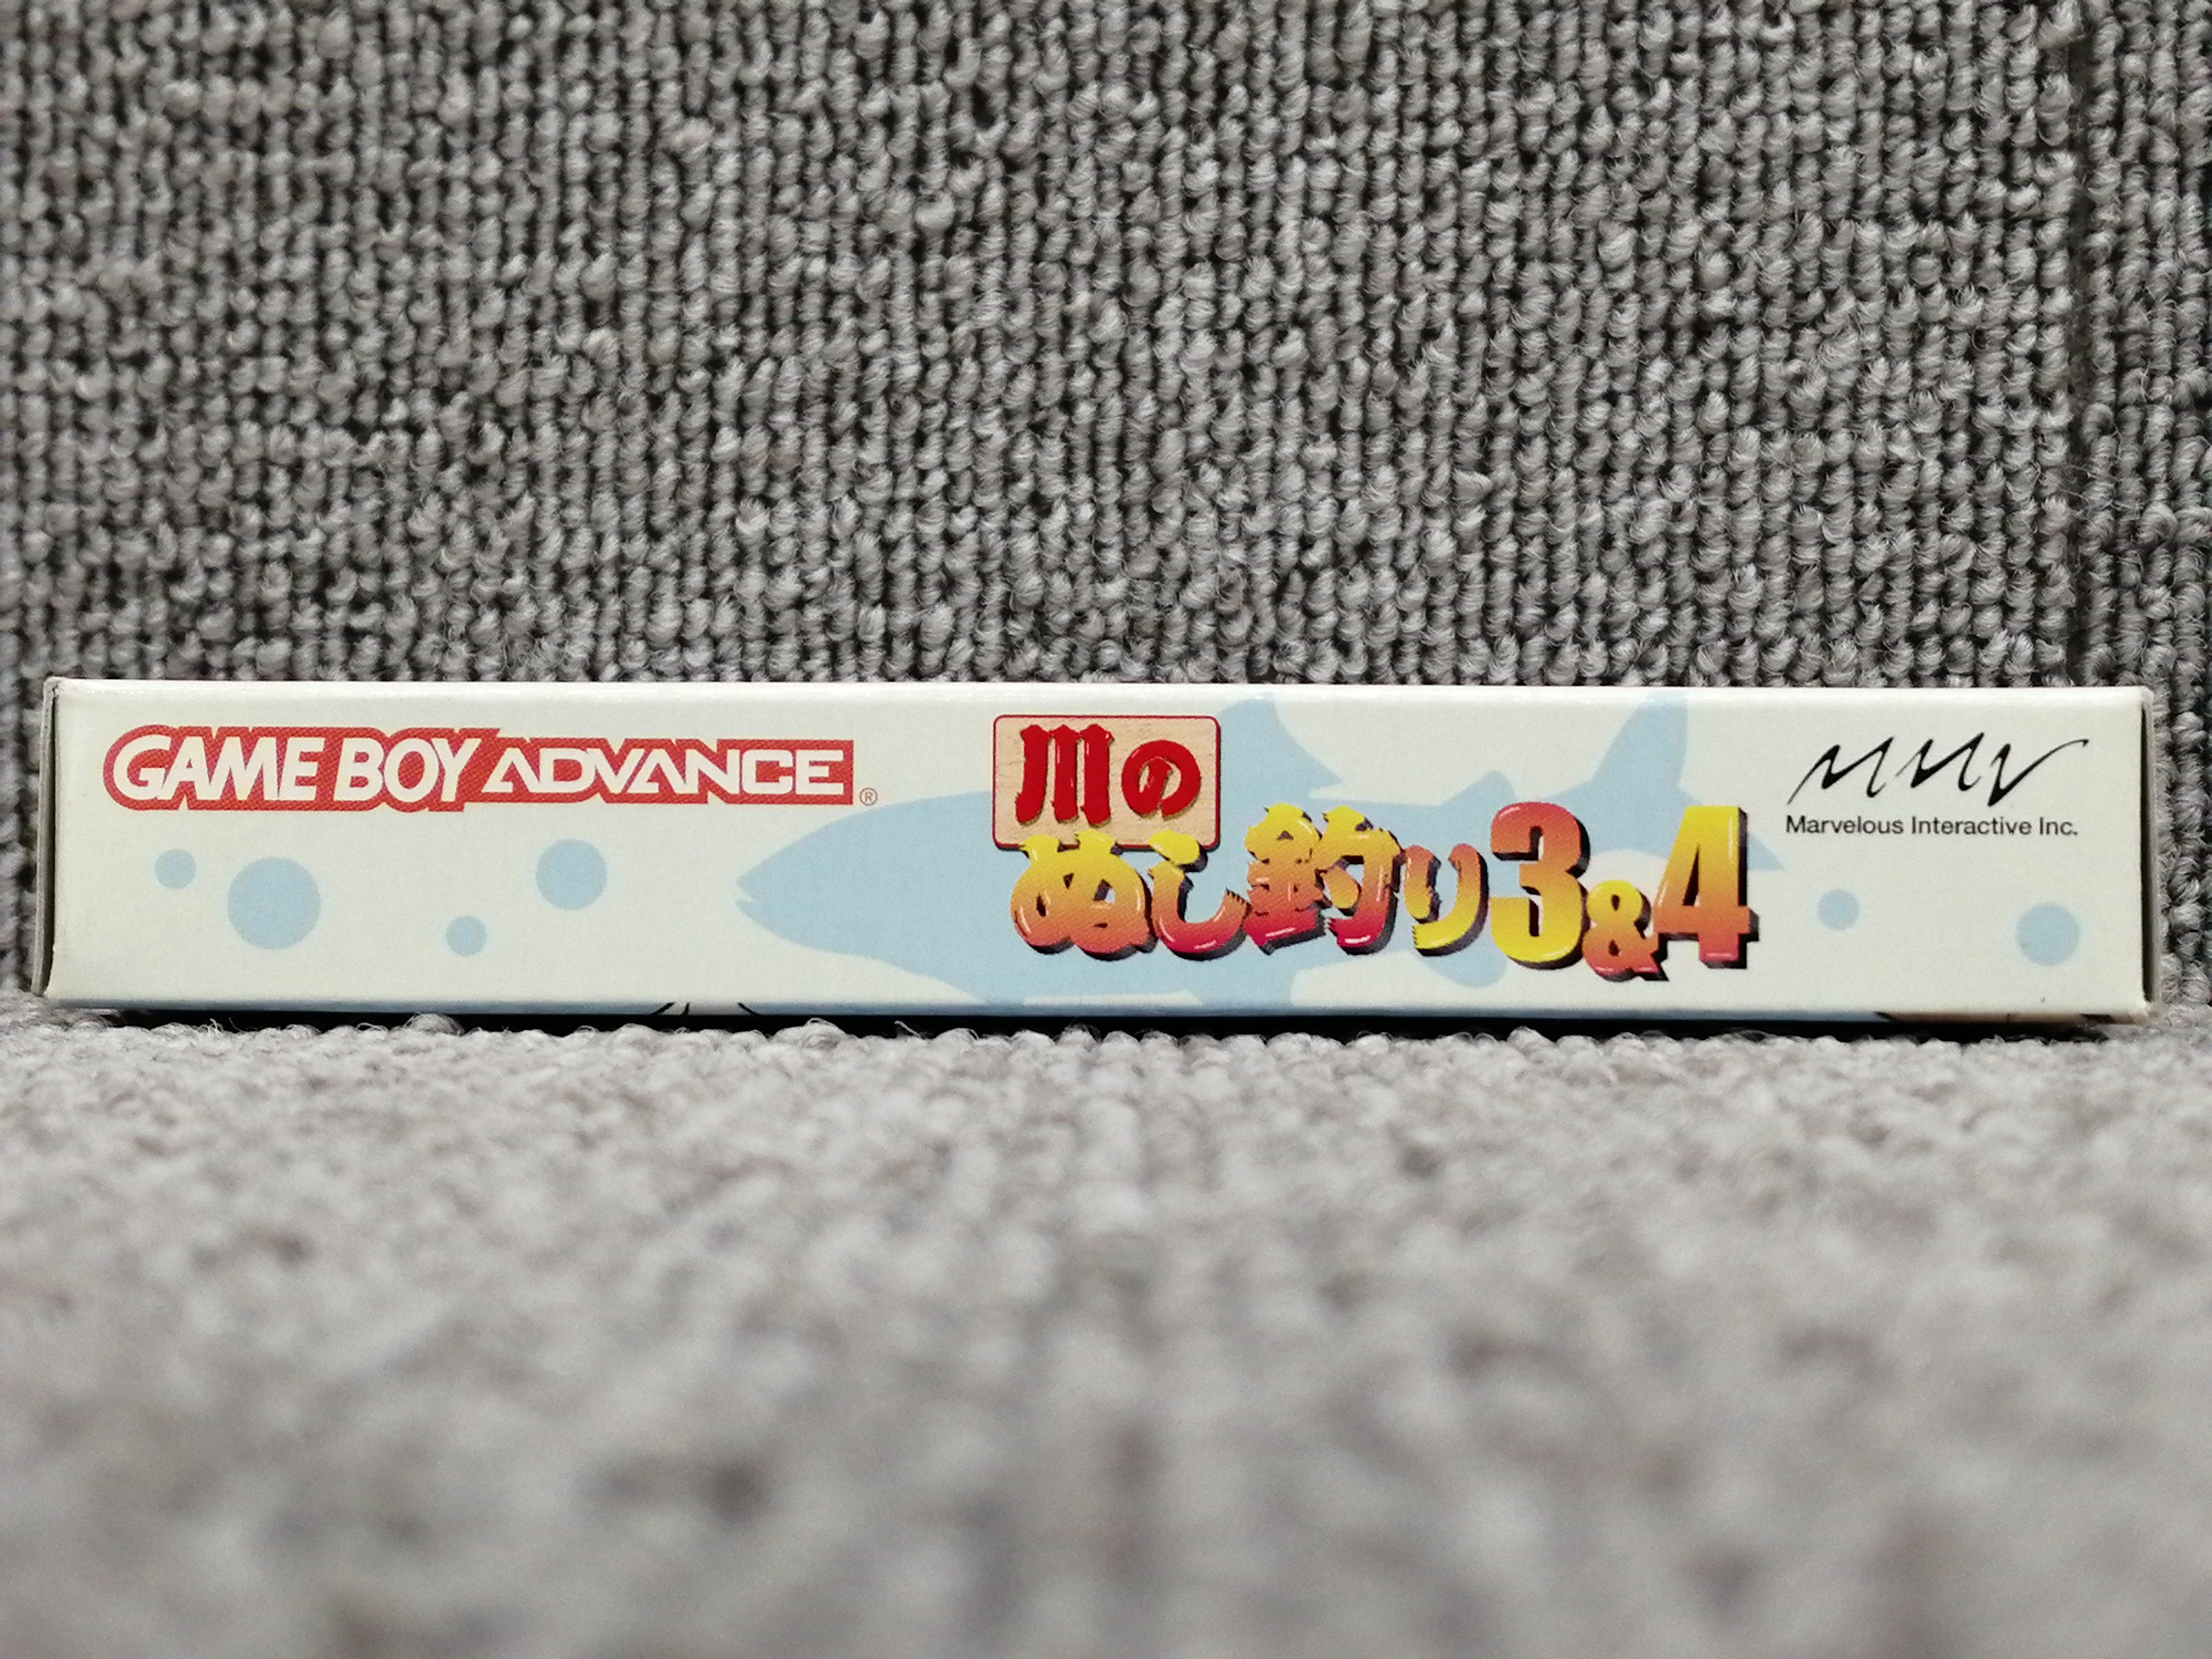 GAME BOY ADVANCE ®
川の
ぬし釣り3&4
MMV
Marvelous Interactive Inc.